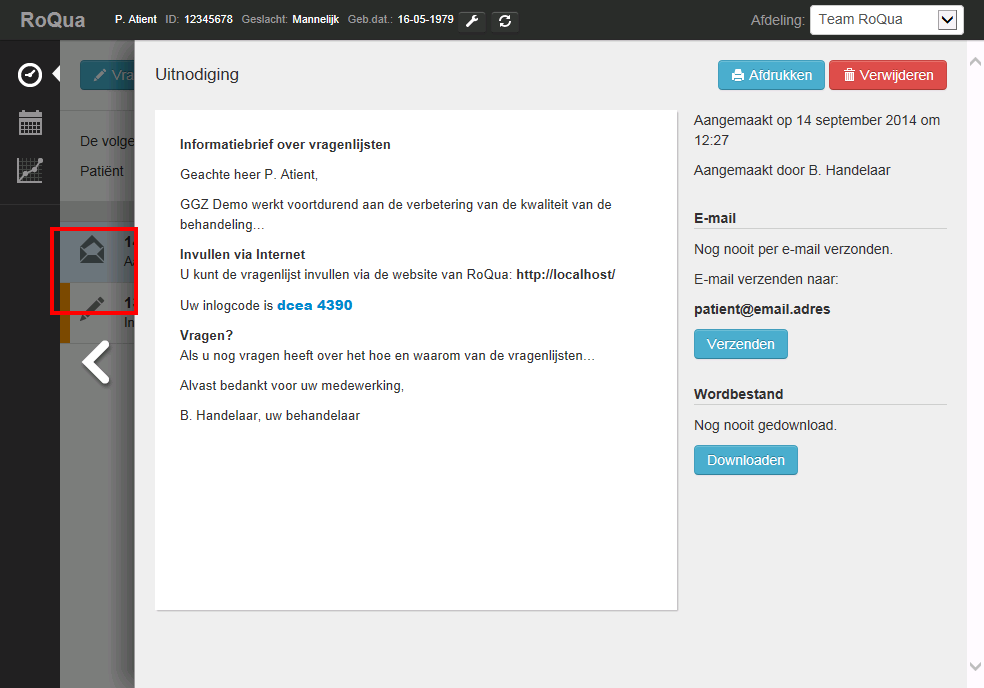 RoQua P. Atient ID: 12345678 Geslacht: Mannelijk Geb.dat.: 16-05-1979 Afdeling: Team RoQua
Vra
De volge
Patiënt
Uitnodiging
Afdrukken Verwijderen
Informatiebrief over vragenlijsten
Geachte heer P. Atient,
GGZ Demo werkt voortdurend aan de verbetering van de kwaliteit van de
behandeling...
Invullen via Internet
U kunt de vragenlijst invullen via de website van RoQua: http://localhost/
Uw inlogcode is dcea 4390
Vragen?
Als u nog vragen heeft over het hoe en waarom van de vragenlijsten...
Alvast bedankt voor uw medewerking,
B. Handelaar, uw behandelaar
Aangemaakt op 14 september 2014 om
12:27
Aangemaakt door B. Handelaar
E-mail
Nog nooit per e-mail verzonden.
E-mail verzenden naar:
patient@email.adres
Verzenden
Wordbestand
Nog nooit gedownload.
Downloaden